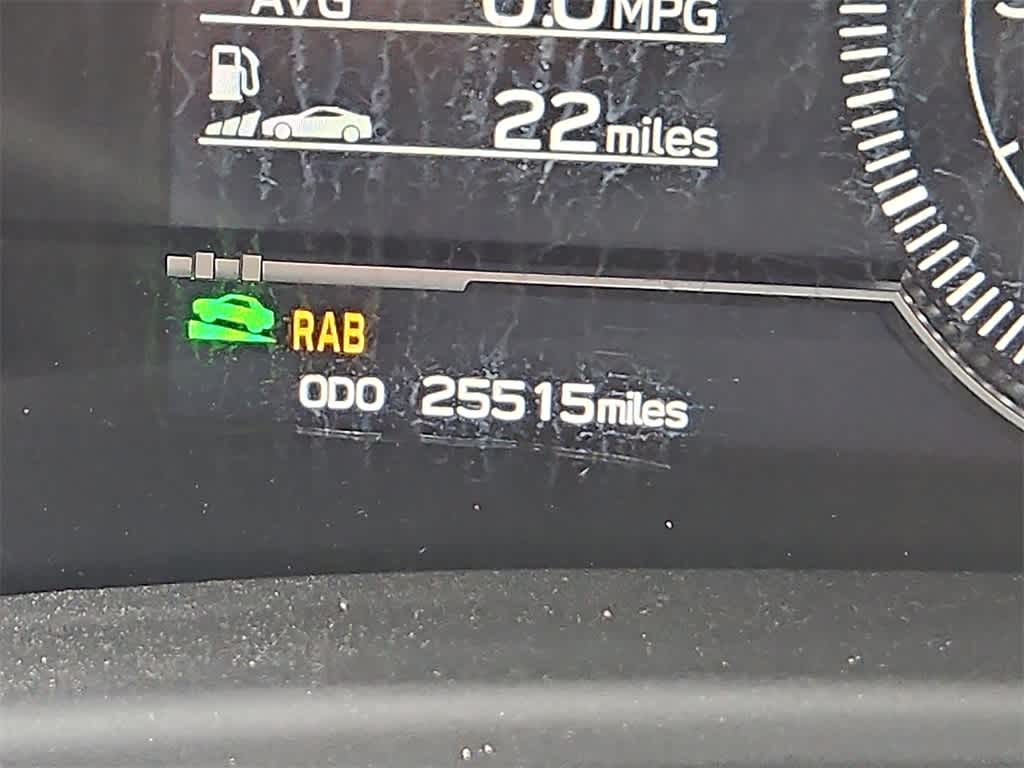 AVG 0.0MPG
22 miles
RAB
ODO 25515miles